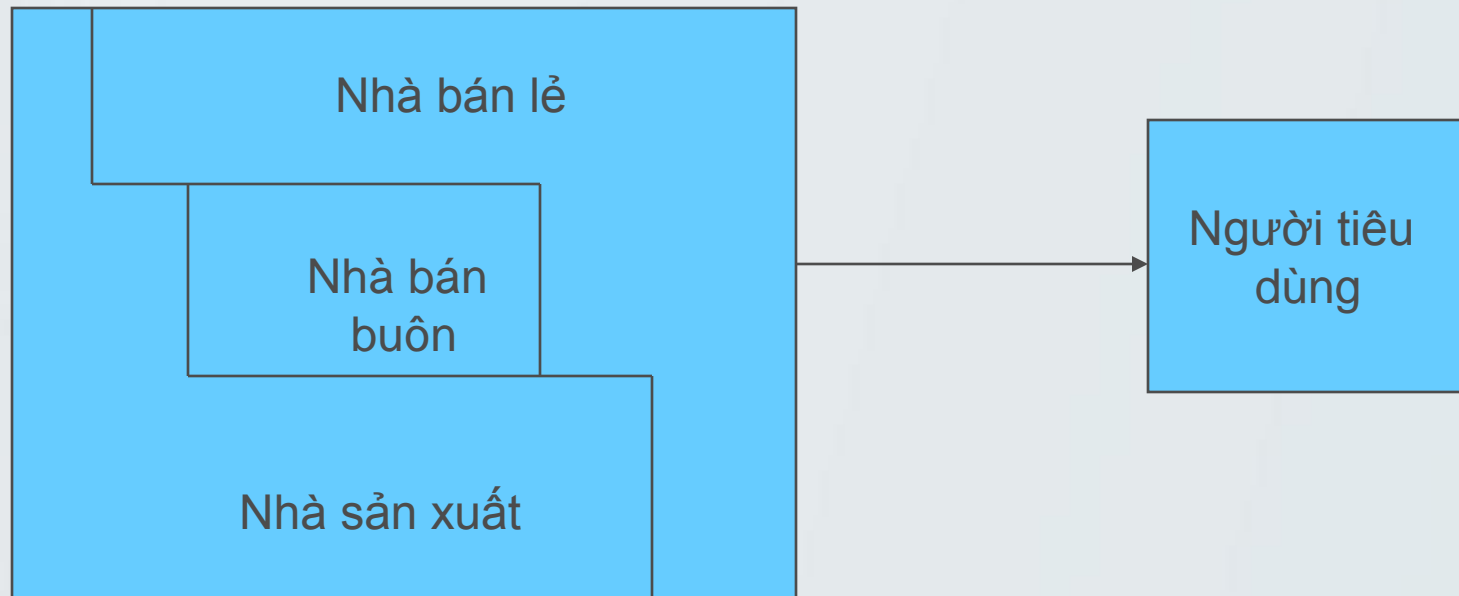 Nhà bán lẻ
Nhà bán
buôn
Nhà sản xuất
Người tiêu
dùng